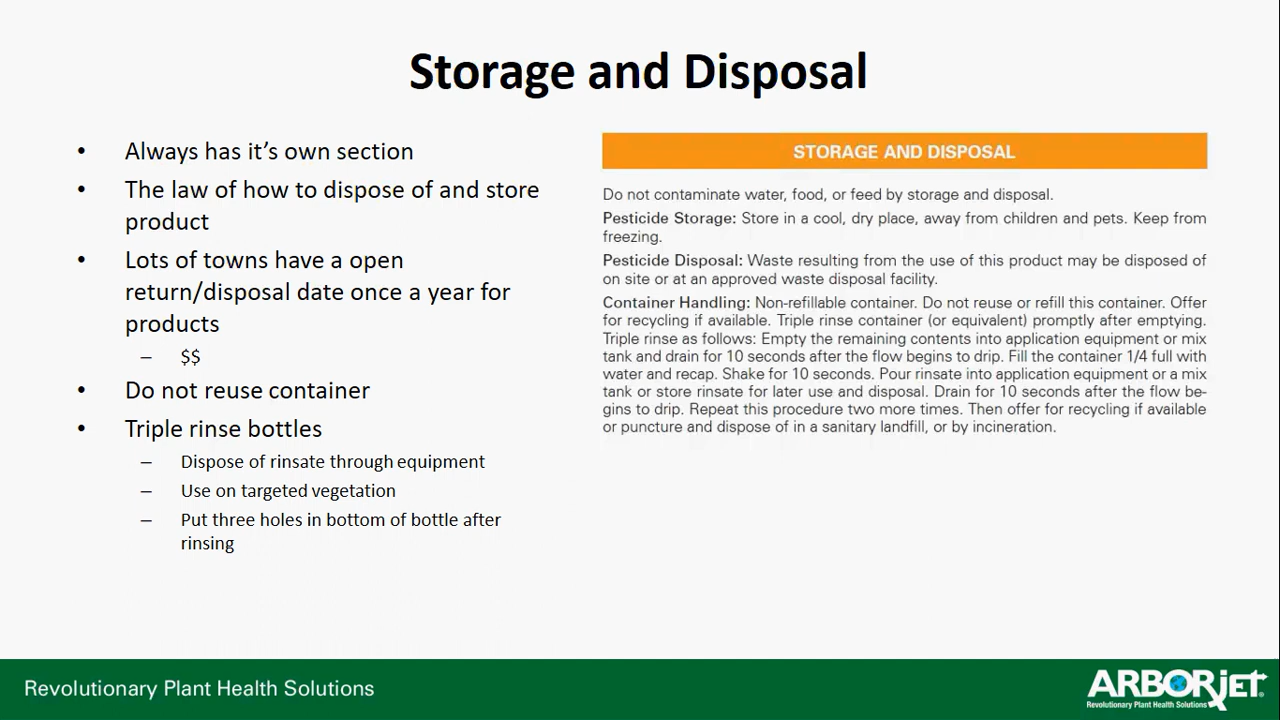 Storage and Disposal
• Always has it's own section
• The law of how to dispose of and store
product
• Lots of towns have a open
return/disposal date once a year for
products
– $$
• Do not reuse container
• Triple rinse bottles
– Dispose of rinsate through equipment
– Use on targeted vegetation
– Put three holes in bottom of bottle after
rinsing
STORAGE AND DISPOSAL
Do not contaminate water, food, or feed by storage and disposal.
Pesticide Storage: Store in a cool, dry place, away from children and pets. Keep from
freezing.
Pesticide Disposal: Waste resulting from the use of this product may be disposed of
on site or at an approved waste disposal facility.
Container Handling: Non-refillable container. Do not reuse or refill this container. Offer
for recycling if available. Triple rinse container (or equivalent) promptly after emptying.
Triple rinse as follows: Empty the remaining contents into application equipment or mix
tank and drain for 10 seconds after the flow begins to drip. Fill the container 1/4 full with
water and recap. Shake for 10 seconds. Pour rinsate into application equipment or a mix
tank or store rinsate for later use and disposal. Drain for 10 seconds after the flow be-
gins to drip. Repeat this procedure two more times. Then offer for recycling if available
or puncture and dispose of in a sanitary landfill, or by incineration.
Revolutionary Plant Health Solutions
ARBORjET®
Revolutionary Plant Health Solutions